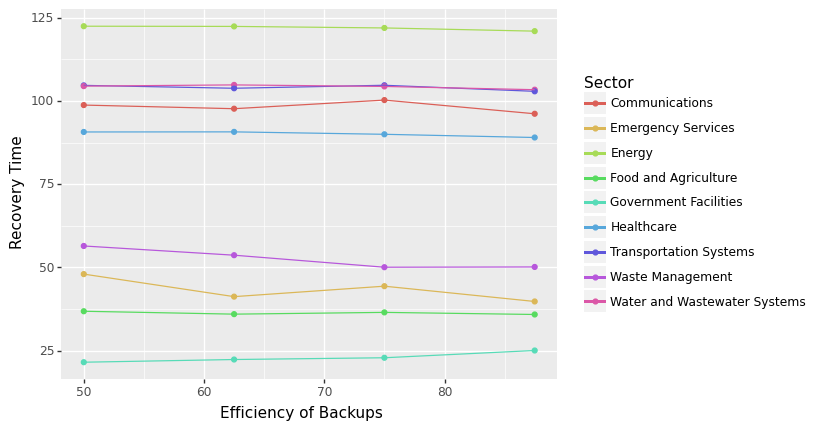 125
100
75
50
25
50 60 70 80
Efficiency of Backups
Recovery Time
Sector
Communications
Emergency Services
Energy
Food and Agriculture
Government Facilities
Healthcare
Transportation Systems
Waste Management
Water and Wastewater Systems